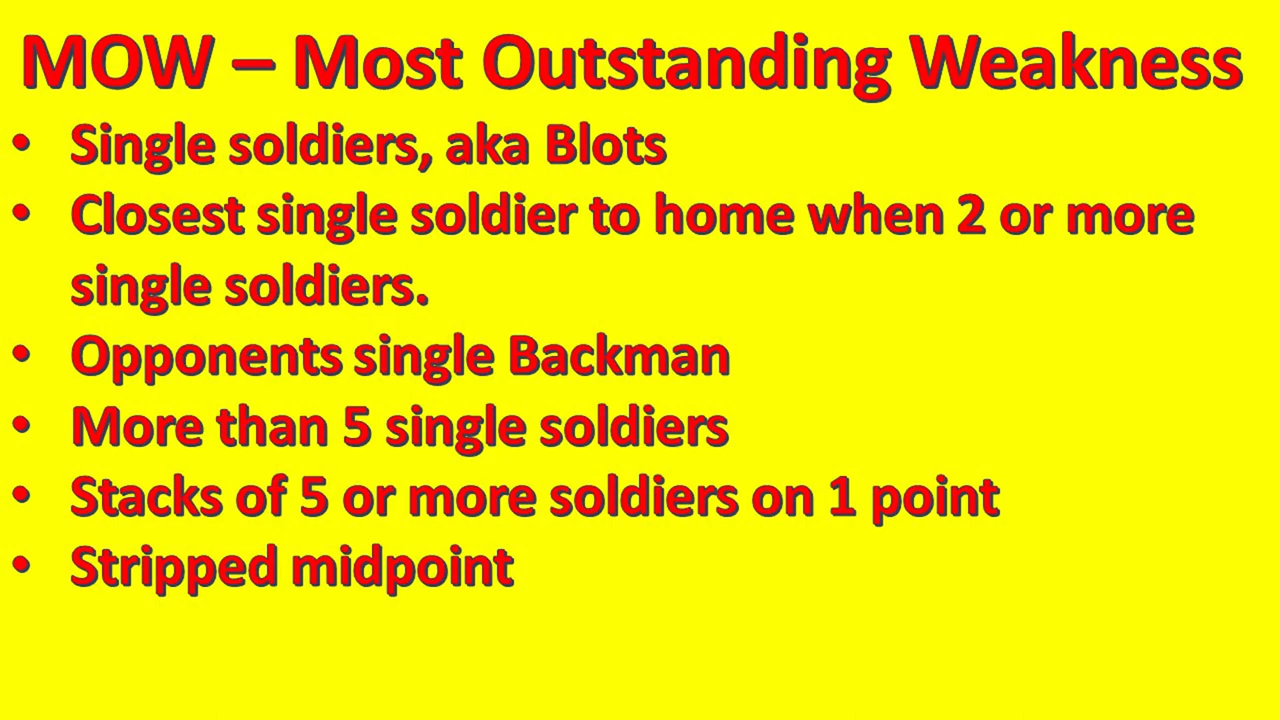 MOW – Most Outstanding Weakness
• Single soldiers, aka Blots
• Closest single soldier to home when 2 or more
single soldiers.
• Opponents single Backman
• More than 5 single soldiers
• Stacks of 5 or more soldiers on 1 point
• Stripped midpoint